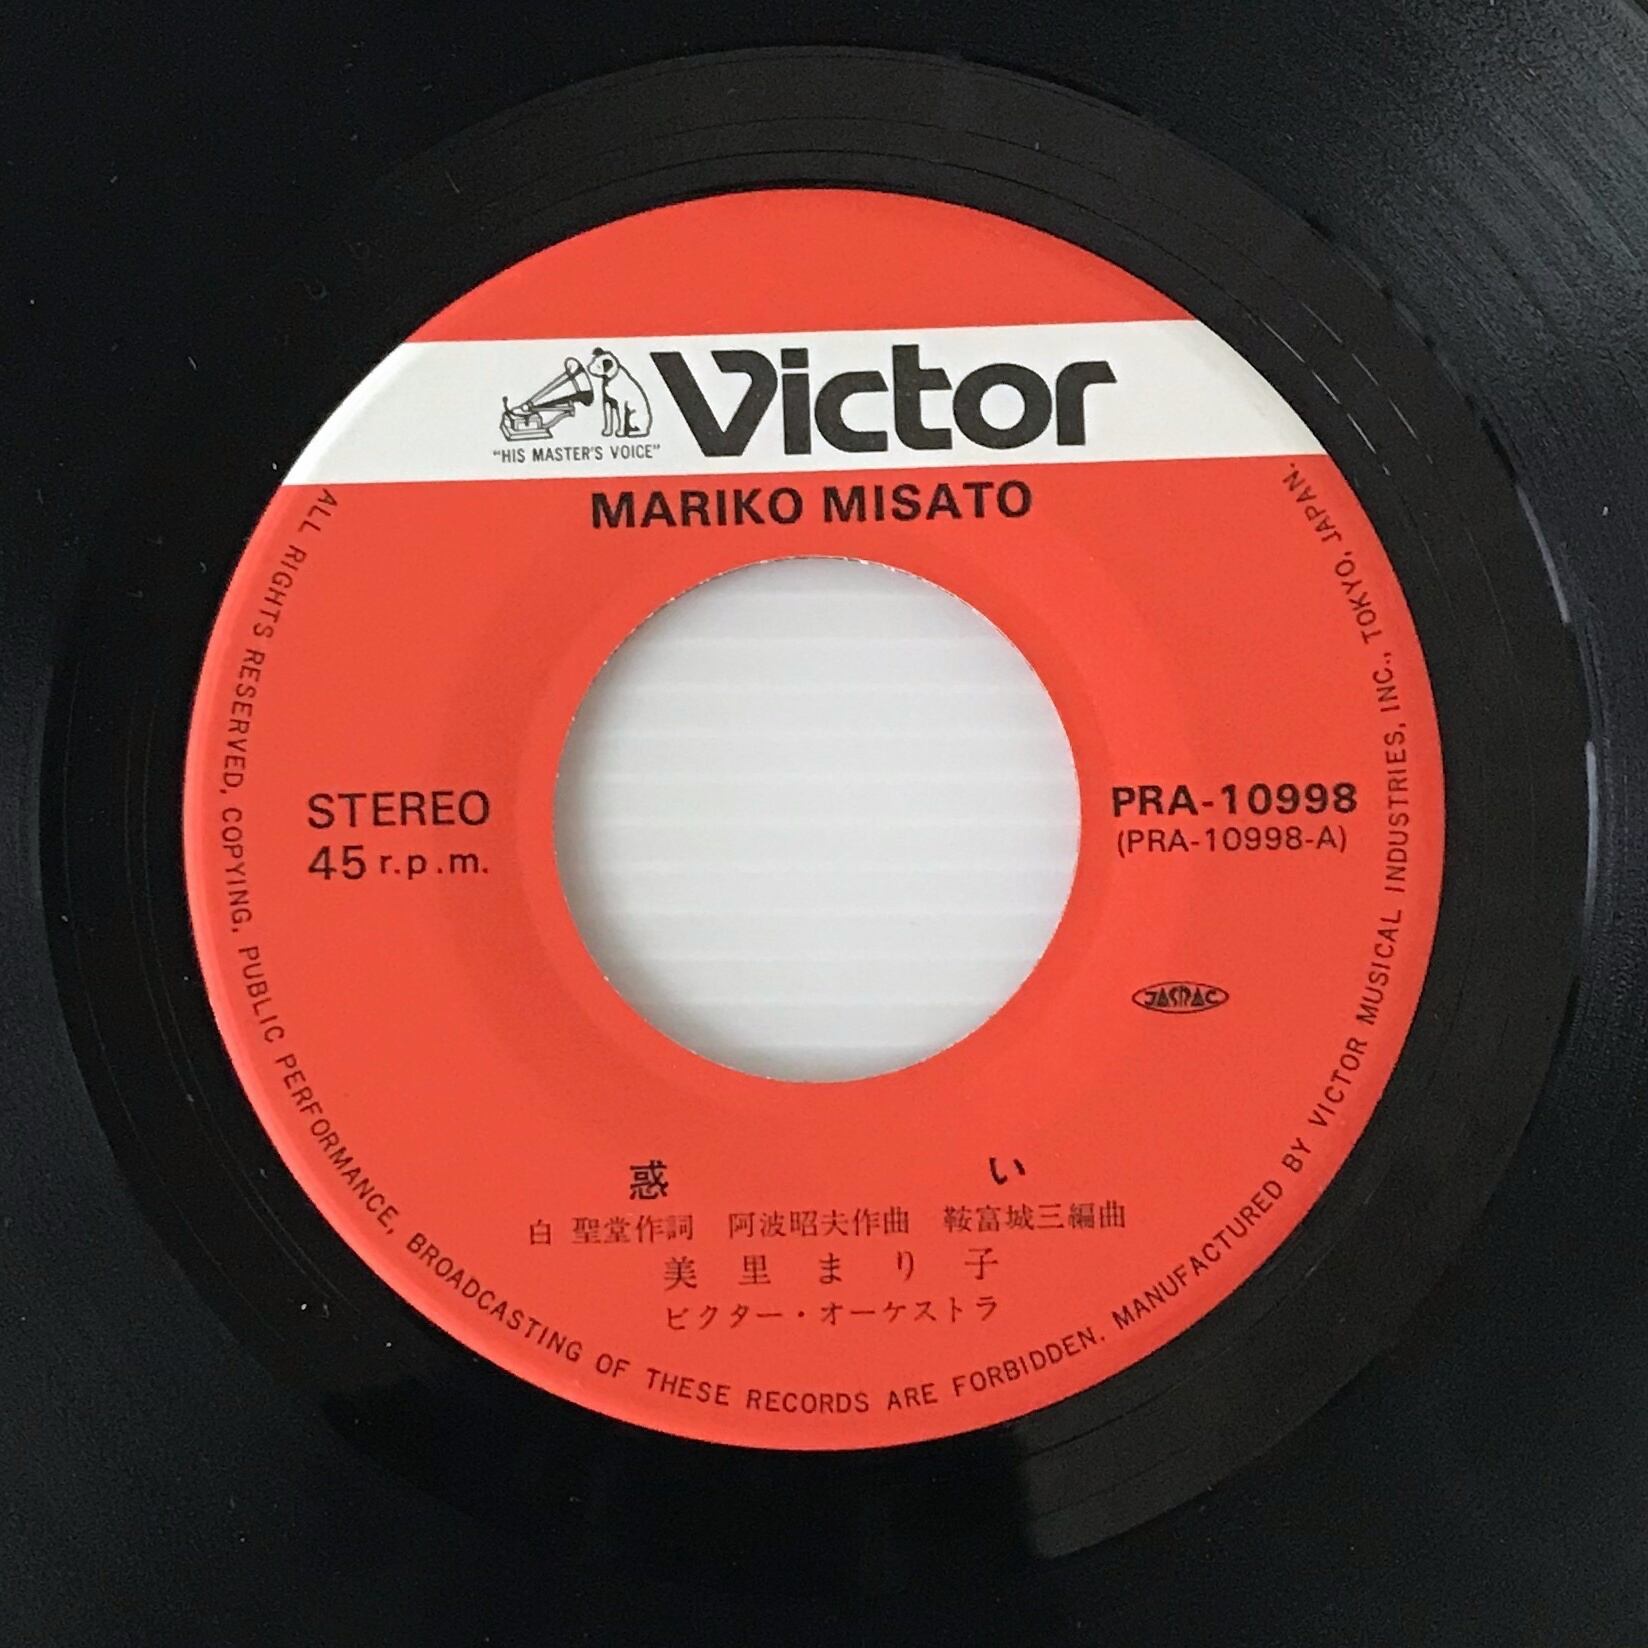 Victor
"HIS MASTER'S VOICE"
MARIKO MISATO
STEREO
45 r.p.m.
PRA-10998
(PRA-10998-A)
JASRAC
惑い
白 聖堂作詞 阿波昭夫作曲 鞍富城三編曲
美里まり子
ビクター・オーケストラ
ALL RIGHTS RESERVED, COPYING, PUBLIC PERFORMANCE, BROADCASTING OF THESE RECORDS ARE FORBIDDEN. MANUFACTURED BY VICTOR MUSICAL INDUSTRIES, INC., TOKYO, JAPAN.